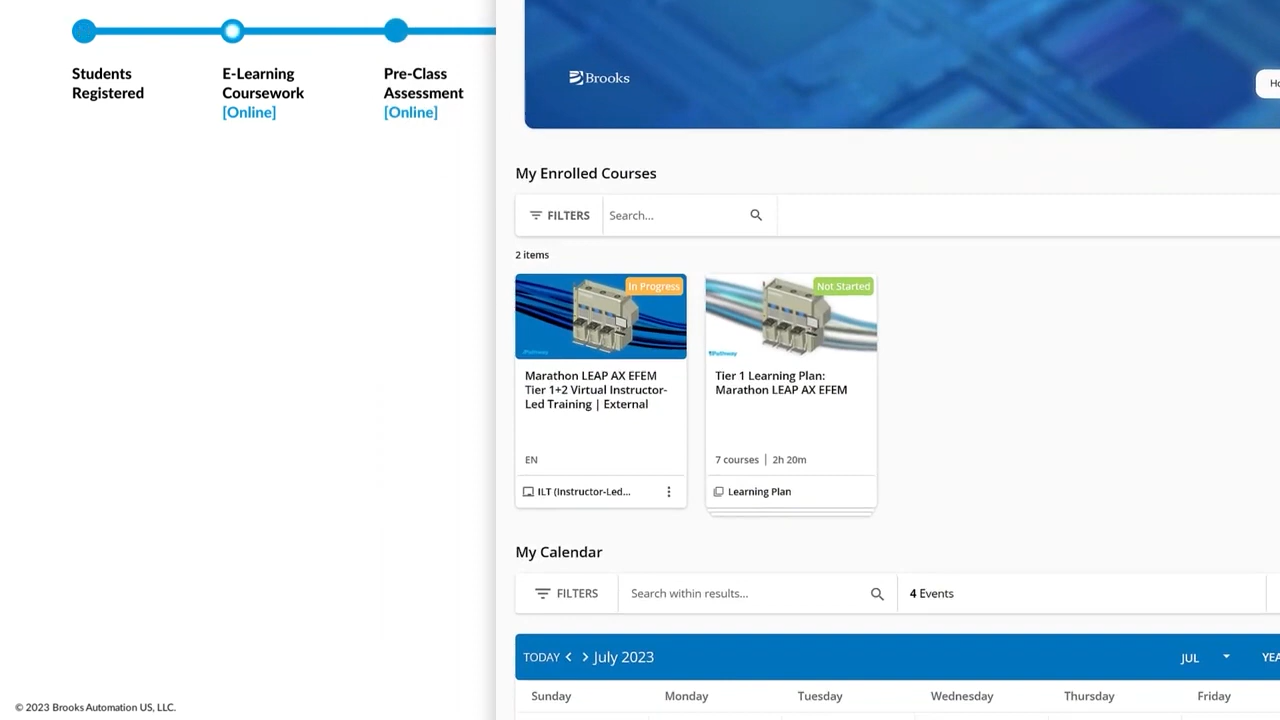 Students
Registered
E-Learning
Coursework
[Online]
Pre-Class
Assessment
[Online]
Brooks
My Enrolled Courses
FILTERS
Search...
2 items
In Progress
Marathon LEAP AX EFEM
Tier 1+2 Virtual Instructor-
Led Training | External
EN
ILT (Instructor-Led...
Not Started
Pathway
Tier 1 Learning Plan:
Marathon LEAP AX EFEM
7 courses | 2h 20m
Learning Plan
My Calendar
FILTERS
Search within results...
4 Events
TODAY < > July 2023
JUL
Sunday
Monday
Tuesday
Wednesday
Thursday
Friday
© 2023 Brooks Automation US, LLC.